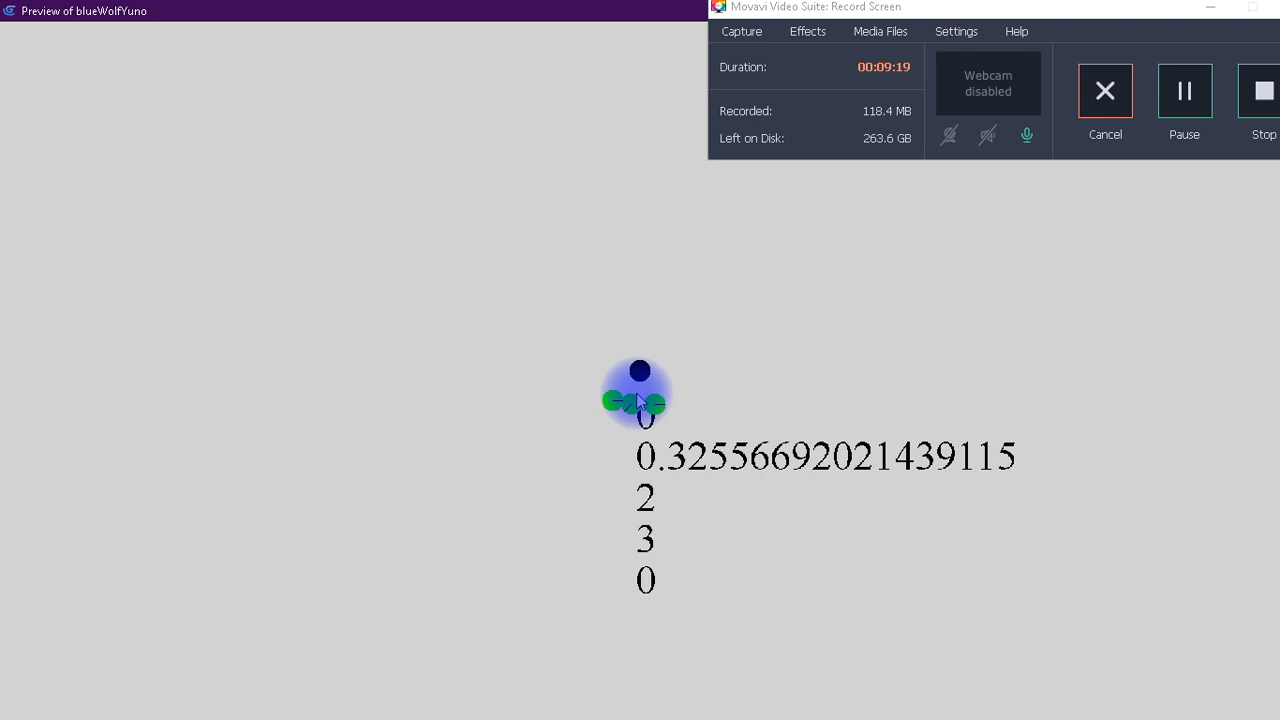 Preview of blueWolfYuno
Movavi Video Suite: Record Screen
Capture Effects Media Files Settings Help
Duration: 00:09:19
Webcam disabled
Recorded: 118.4 MB
Left on Disk: 263.6 GB
Cancel Pause Stop
0
0.32556692021439115
2
3
0